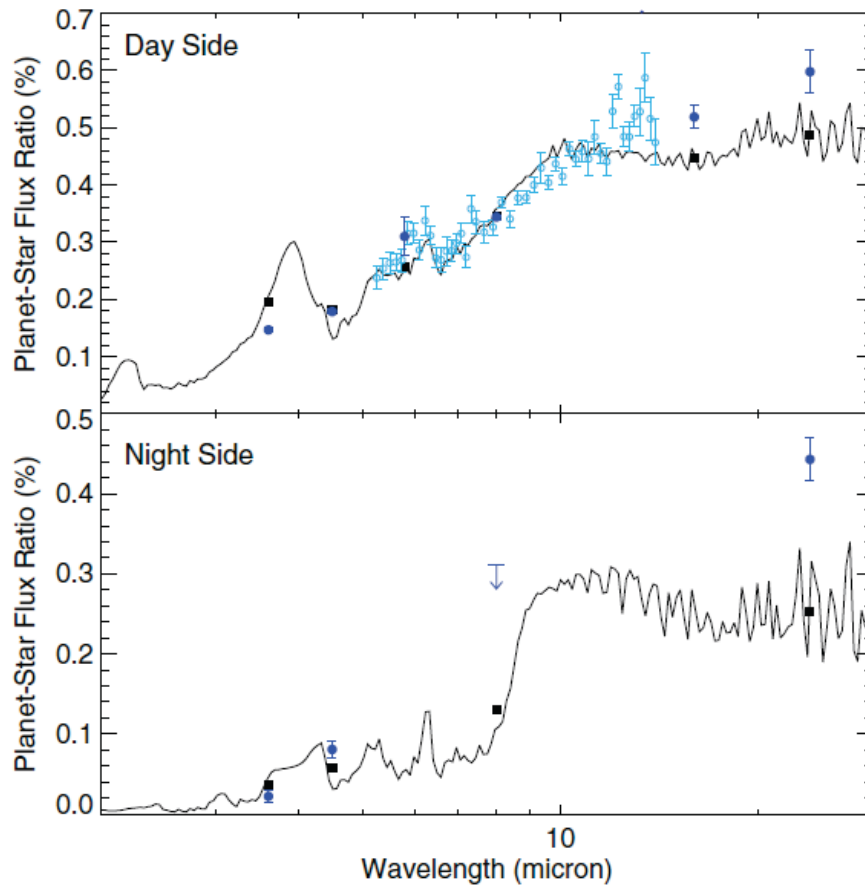 0.7
Day Side
0.6
0.5
0.4
0.3
0.2
0.1
Planet-Star Flux Ratio (%)
0.5
Night Side
0.4
0.3
0.2
0.1
0.0
Planet-Star Flux Ratio (%)
10
Wavelength (micron)